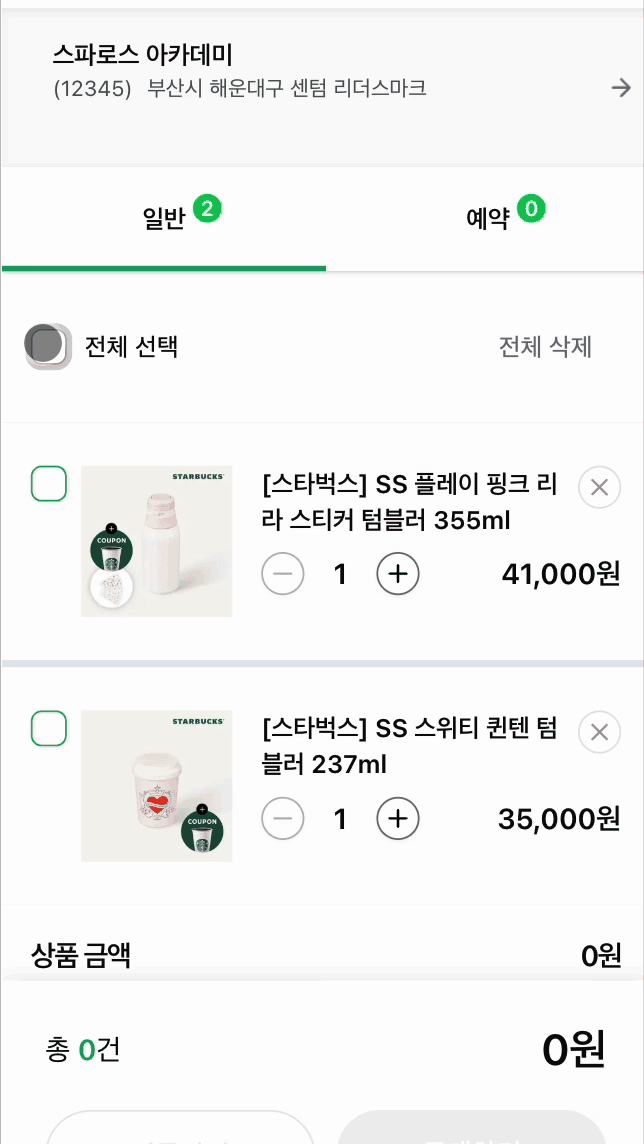 스파로스 아카데미
(12345) 부산시 해운대구 센텀 리더스마크
일반 2
예약 0
전체 선택
전체 삭제
STARBUCKS
COUPON
[스타벅스] SS 플레이 핑크 리
라 스티커 텀블러 355ml
1
41,000원
STARBUCKS
COUPON
[스타벅스] SS 스위티 퀸텐 텀
블러 237ml
1
35,000원
상품 금액
0원
총 0건
0원